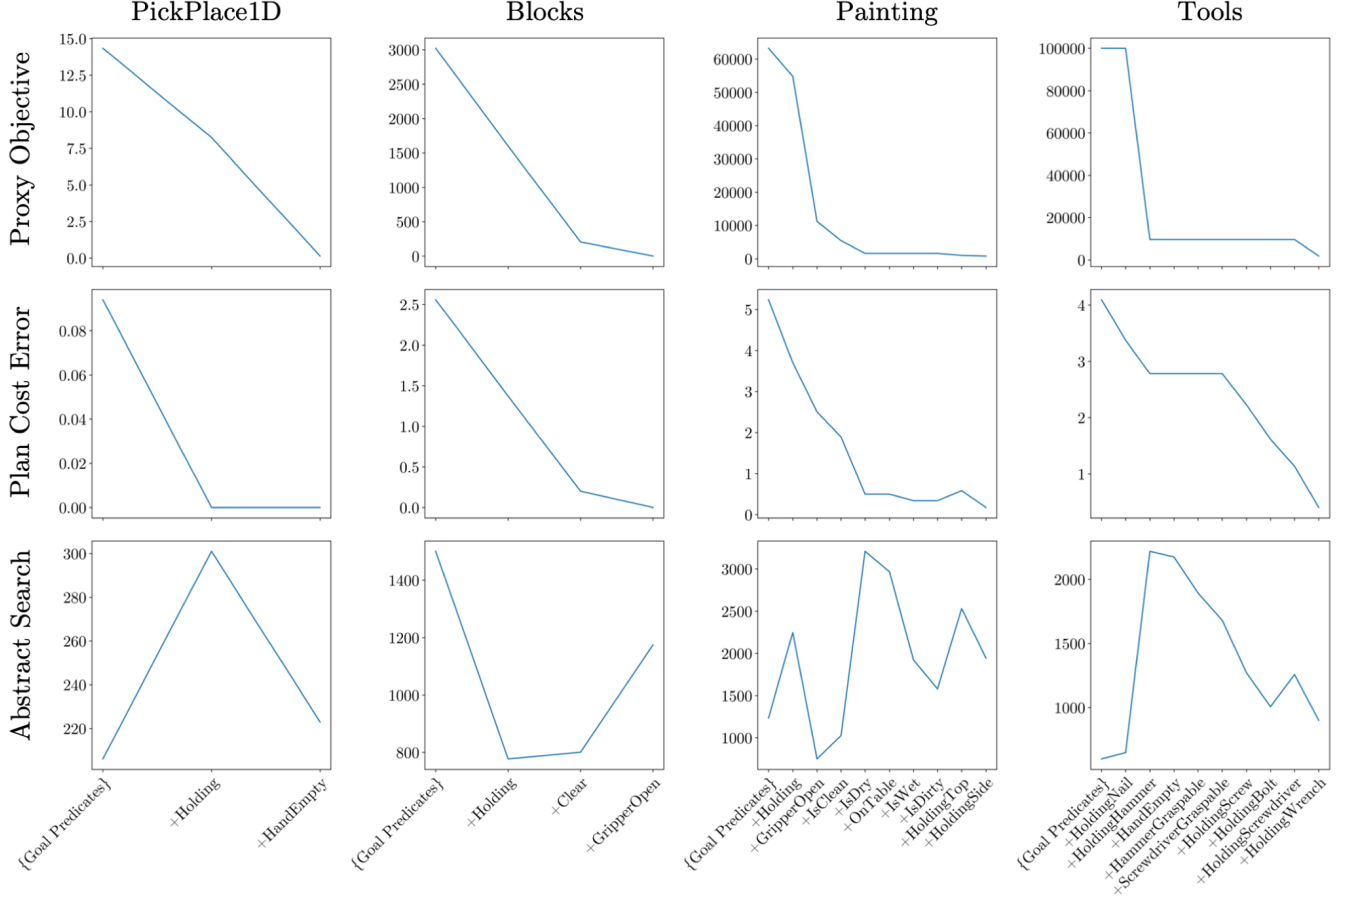 PickPlace1D
Blocks
Painting
Tools
Proxy Objective
15.0
12.5
10.0
7.5
5.0
2.5
0.0
3000
2500
2000
1500
1000
500
0
60000
50000
40000
30000
20000
10000
0
100000
80000
60000
40000
20000
0
Plan Cost Error
0.08
0.06
0.04
0.02
0.00
2.5
2.0
1.5
1.0
0.5
0.0
5
4
3
2
1
0
4
3
2
1
Abstract Search
300
280
260
240
220
1400
1200
1000
800
3000
2500
2000
1500
1000
2000
1500
1000
{Goal Predicates}
+Holding
+HandEmpty
{Goal Predicates}
+Holding
+Clear
+GripperOpen
{Goal Predicates}
+Holding
+GripperOpen
+IsClean
+IsDry
+OnTable
+IsWet
+IsDirty
+HoldingTop
+HoldingSide
{Goal Predicates}
+HoldingNail
+HoldingHammer
+HandEmpty
+HammerGraspable
+ScrewdriverGraspable
+HoldingScrew
+HoldingBolt
+HoldingScrewdriver
+HoldingWrench